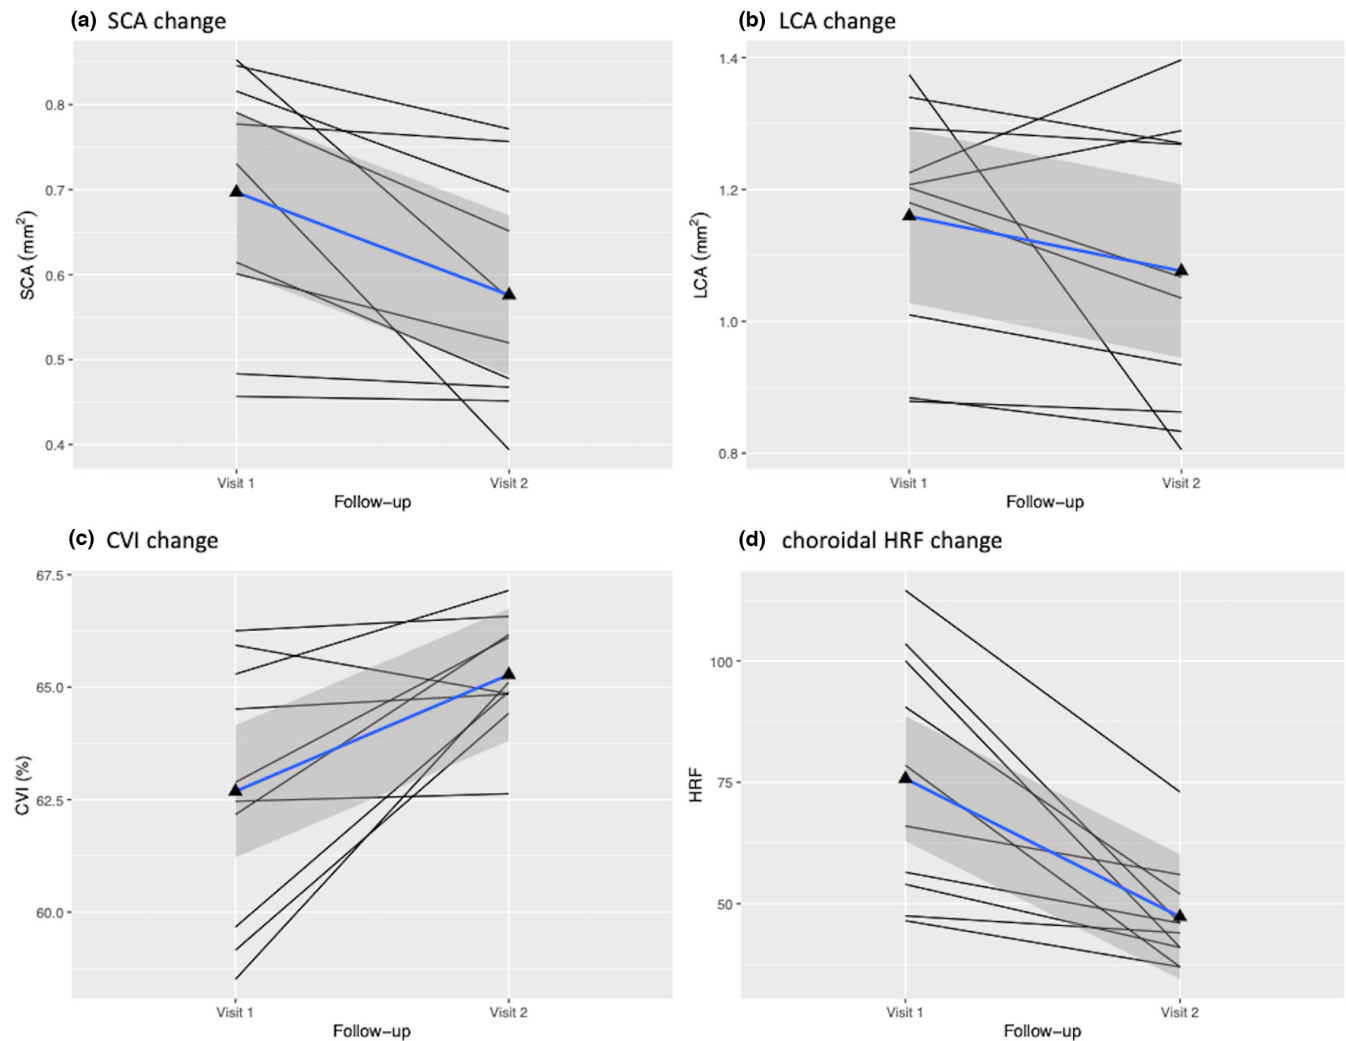 (a) SCA change
0.8
0.7
0.6
0.5
0.4
SCA (mm²)
Visit 1
Visit 2
Follow−up
(b) LCA change
1.4
1.2
1.0
0.8
LCA (mm²)
Visit 1
Visit 2
Follow−up
(c) CVI change
67.5
65.0
62.5
60.0
CVI (%)
Visit 1
Visit 2
Follow−up
(d) choroidal HRF change
100
75
50
HRF
Visit 1
Visit 2
Follow−up